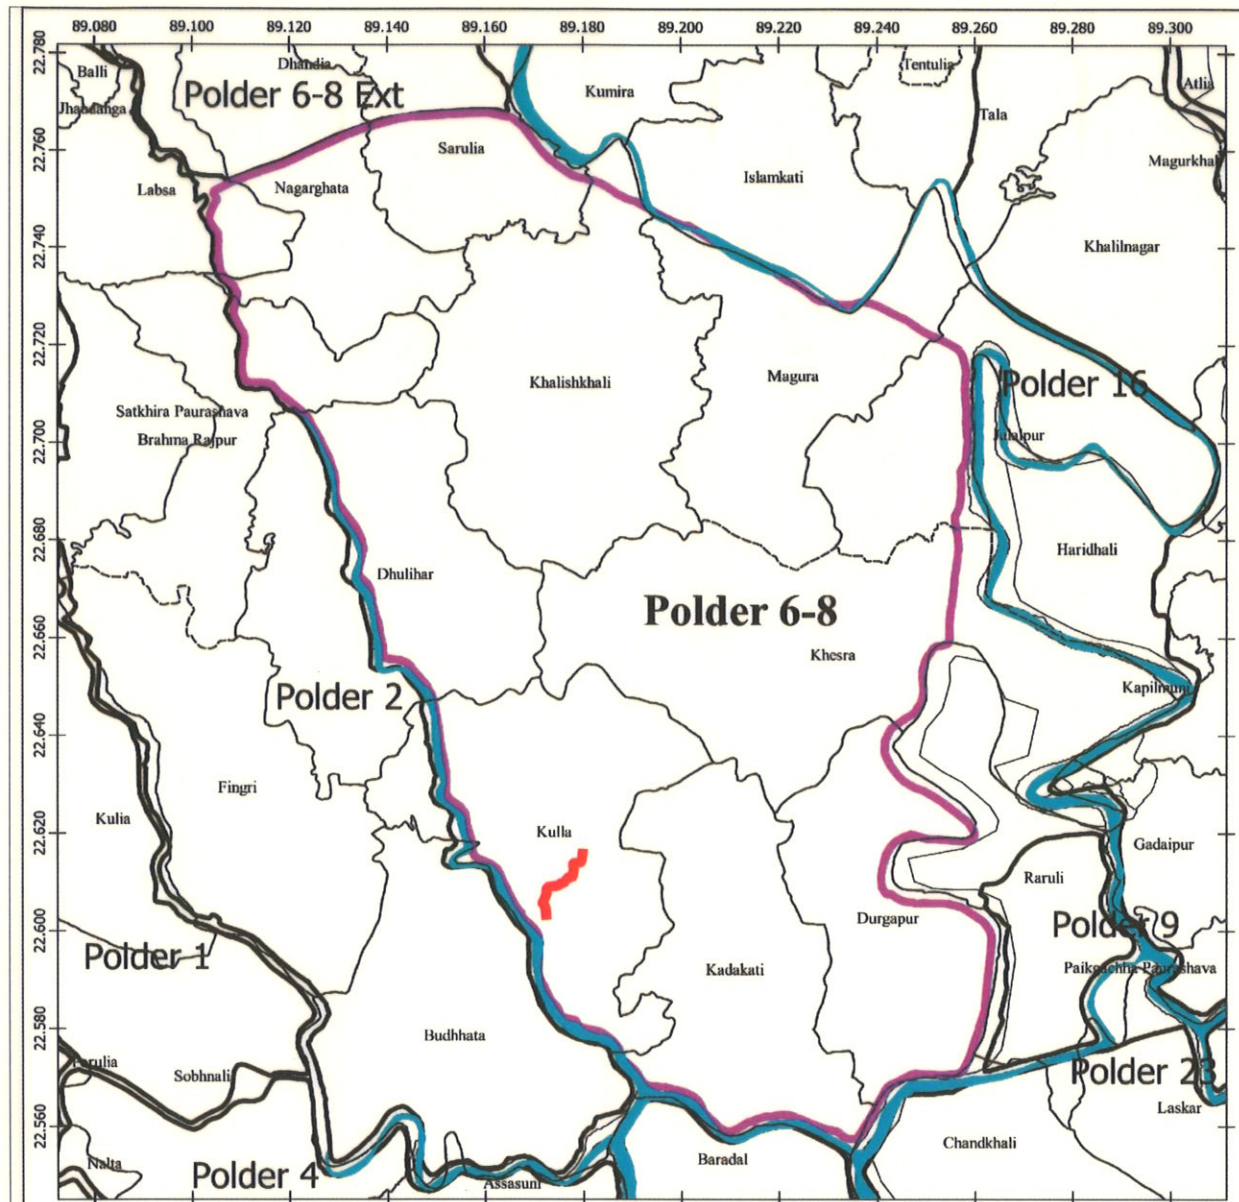 89.080 89.100 89.120 89.140 89.160 89.180 89.200 89.220 89.240 89.260 89.280 89.300
22.780
22.760
22.740
22.720
22.700
22.680
22.660
22.640
22.620
22.600
22.580
22.560
Balli
Dhandia
Tentulia
Atlia
Polder 6-8 Ext
Kumira
Jhaudanga
Tala
Sarulia
Magurkhal
Labsa
Nagarghata
Islamkati
Khalilnagar
Khalishkhali
Magura
Polder 16
Satkhira Paurashava
Brahma Rajpur
Jalalpur
Haridhali
Dhulihar
Polder 6-8
Khesra
Polder 2
Kapilmuni
Fingri
Kulia
Kulla
Gadaipur
Raruli
Durgapur
Polder 9
Polder 1
Kadakati
Paikgachha Paurashava
Budhhata
Parulia
Sobhnali
Polder 23
Laskar
Chandkhali
Nalta
Polder 4
Baradal
Assasuni